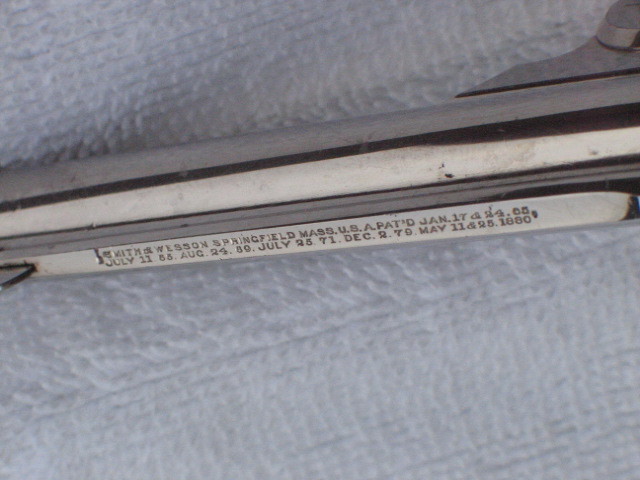 SMITH & WESSON SPRINGFIELD MASS. U.S.A. PAT'D JAN. 17 & 24. 65.
JULY 11 65. AUG. 24. 69. JULY 25 71. DEC. 2. 79. MAY 11 & 25. 1880.